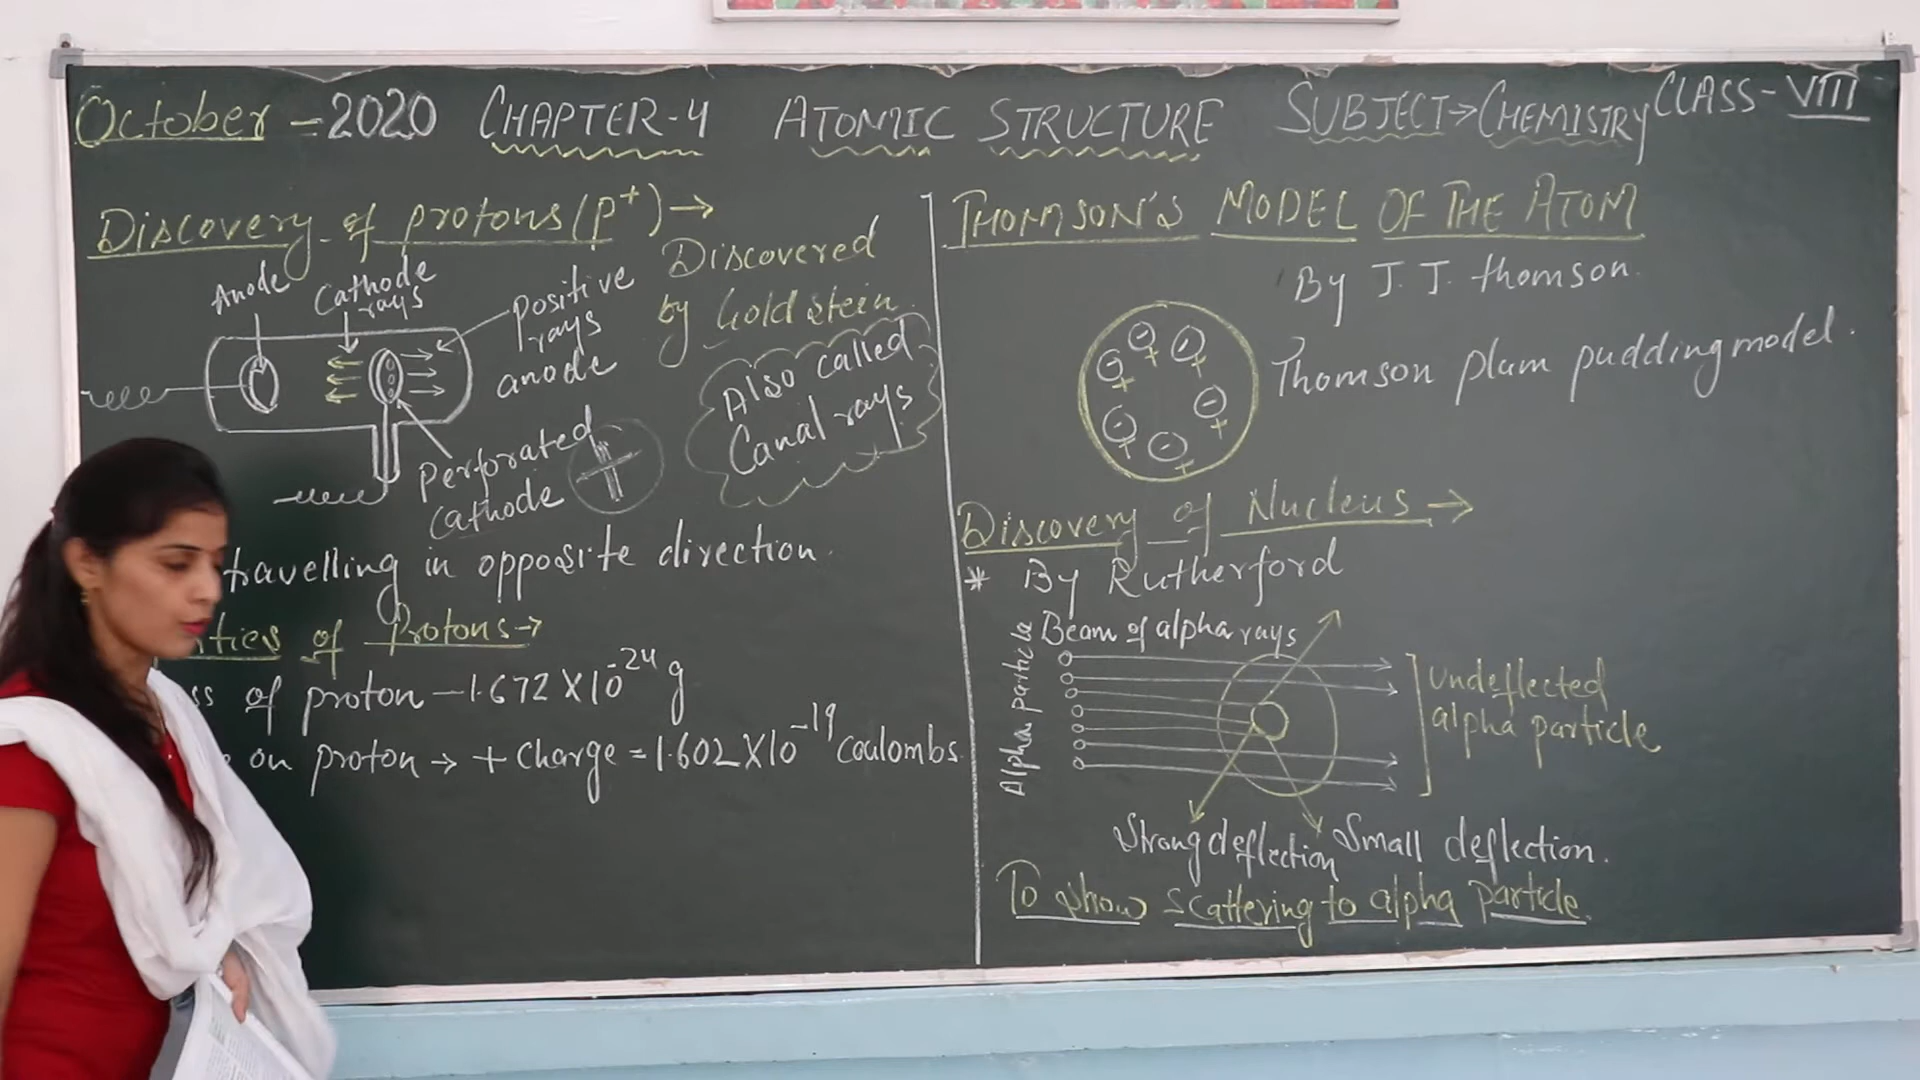 October - 2020 CHAPTER-4 ATOMIC STRUCTURE SUBJECT→CHEMISTRY CLASS-VIII
Discovery of protons (p+) →
Discovered
by Goldstein.
Anode
Cathode
rays
positive
rays
anode
Also called
Canal rays
Perforated
cathode
travelling in opposite direction.
of Protons→
of proton - 1.672 X 10^-24 g
on proton → + Charge = 1.602 X 10^-19 coulombs.
THOMSON'S MODEL OF THE ATOM
By J. J. thomson.
Thomson plum pudding model.
Discovery of Nucleus →
* By Rutherford
Beam of alpha rays
Alpha particle
undeflected
alpha particle
Strong deflection
Small deflection.
To show scattering to alpha particle.